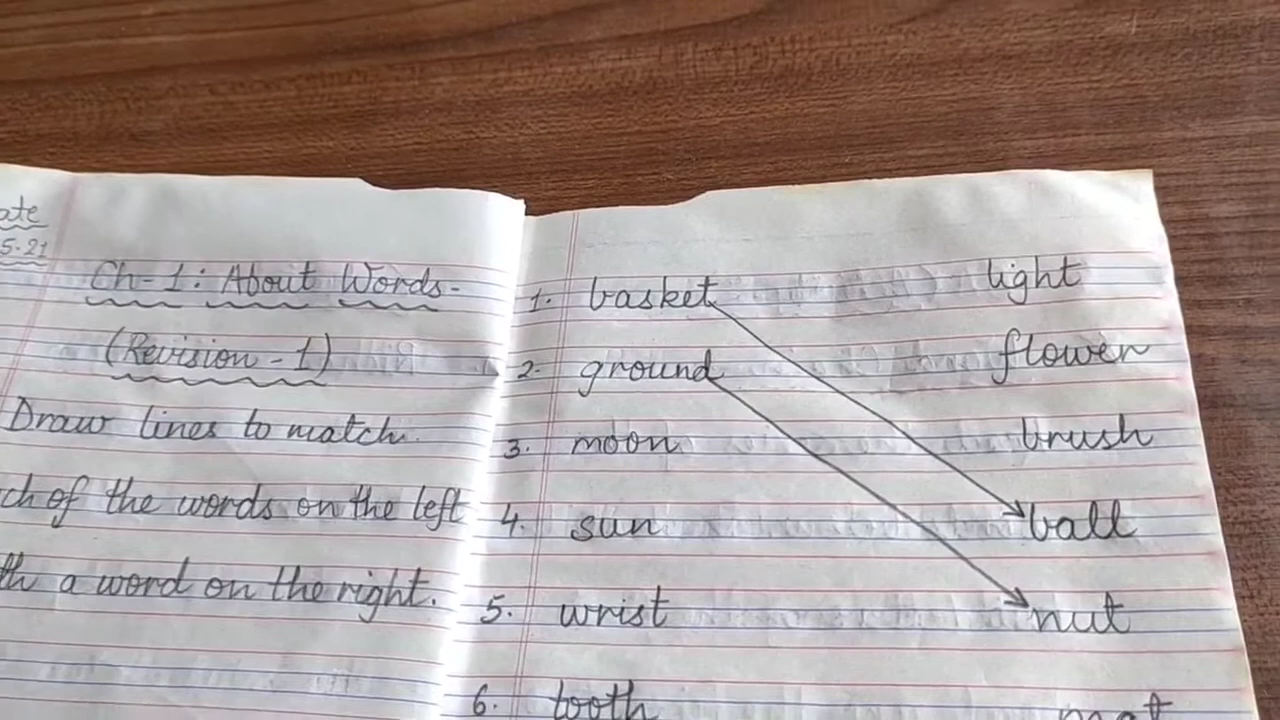 ate
5-21
Ch-1: About Words-
(Revision-1)
Draw lines to match.
ch of the words on the left
th a word on the right.
1. basket light
2. ground flower
3. moon brush
4. sun ball
5. wrist nut
6. tooth